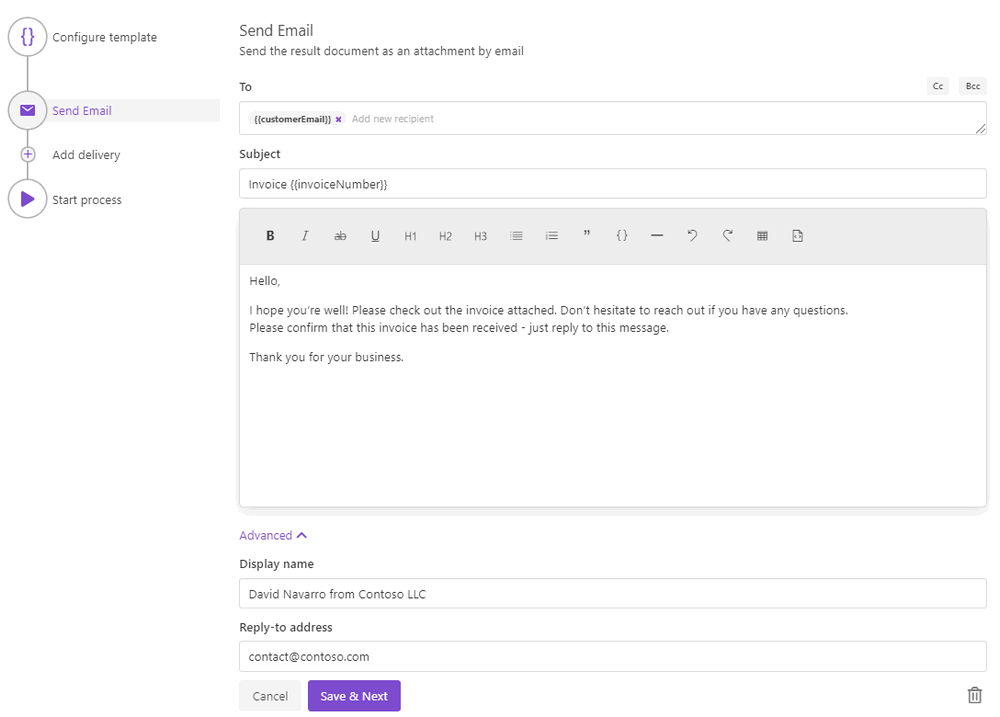 {} Configure template
Send Email
Add delivery
Start process
Send Email
Send the result document as an attachment by email
To
Cc Bcc
{{customerEmail}} × Add new recipient
Subject
Invoice {{invoiceNumber}}
B I ab U H1 H2 H3 ” {}
Hello,
I hope you’re well! Please check out the invoice attached. Don’t hesitate to reach out if you have any questions.
Please confirm that this invoice has been received - just reply to this message.
Thank you for your business.
Advanced
Display name
David Navarro from Contoso LLC
Reply-to address
contact@contoso.com
Cancel Save & Next